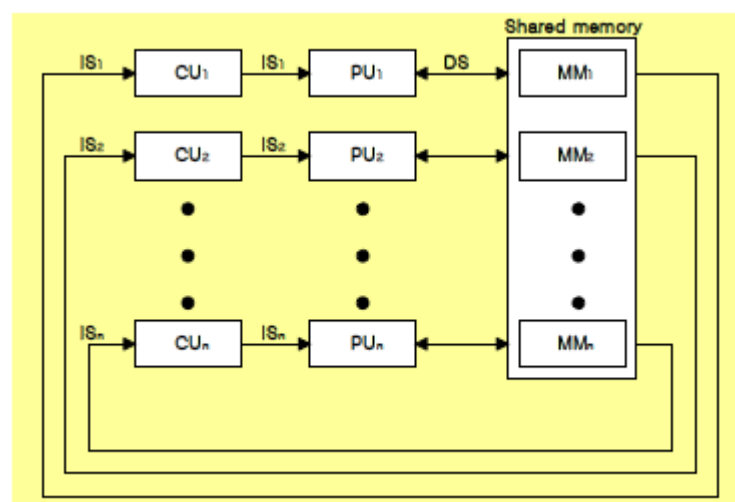 Shared memory
IS₁ CU₁ IS₁ PU₁ DS MM₁
IS₂ CU₂ IS₂ PU₂ MM₂
ISₙ CUₙ ISₙ PUₙ MMₙ